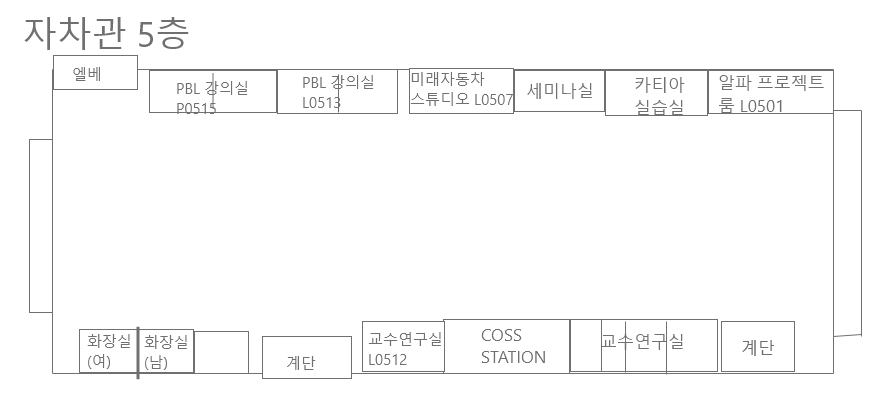 자차관 5층
엘베
PBL 강의실
P0515
PBL 강의실
L0513
미래자동차
스튜디오 L0507
세미나실
카티아
실습실
알파 프로젝트
룸 L0501
화장실
(여)
화장실
(남)
계단
교수연구실
L0512
COSS
STATION
교수연구실
계단